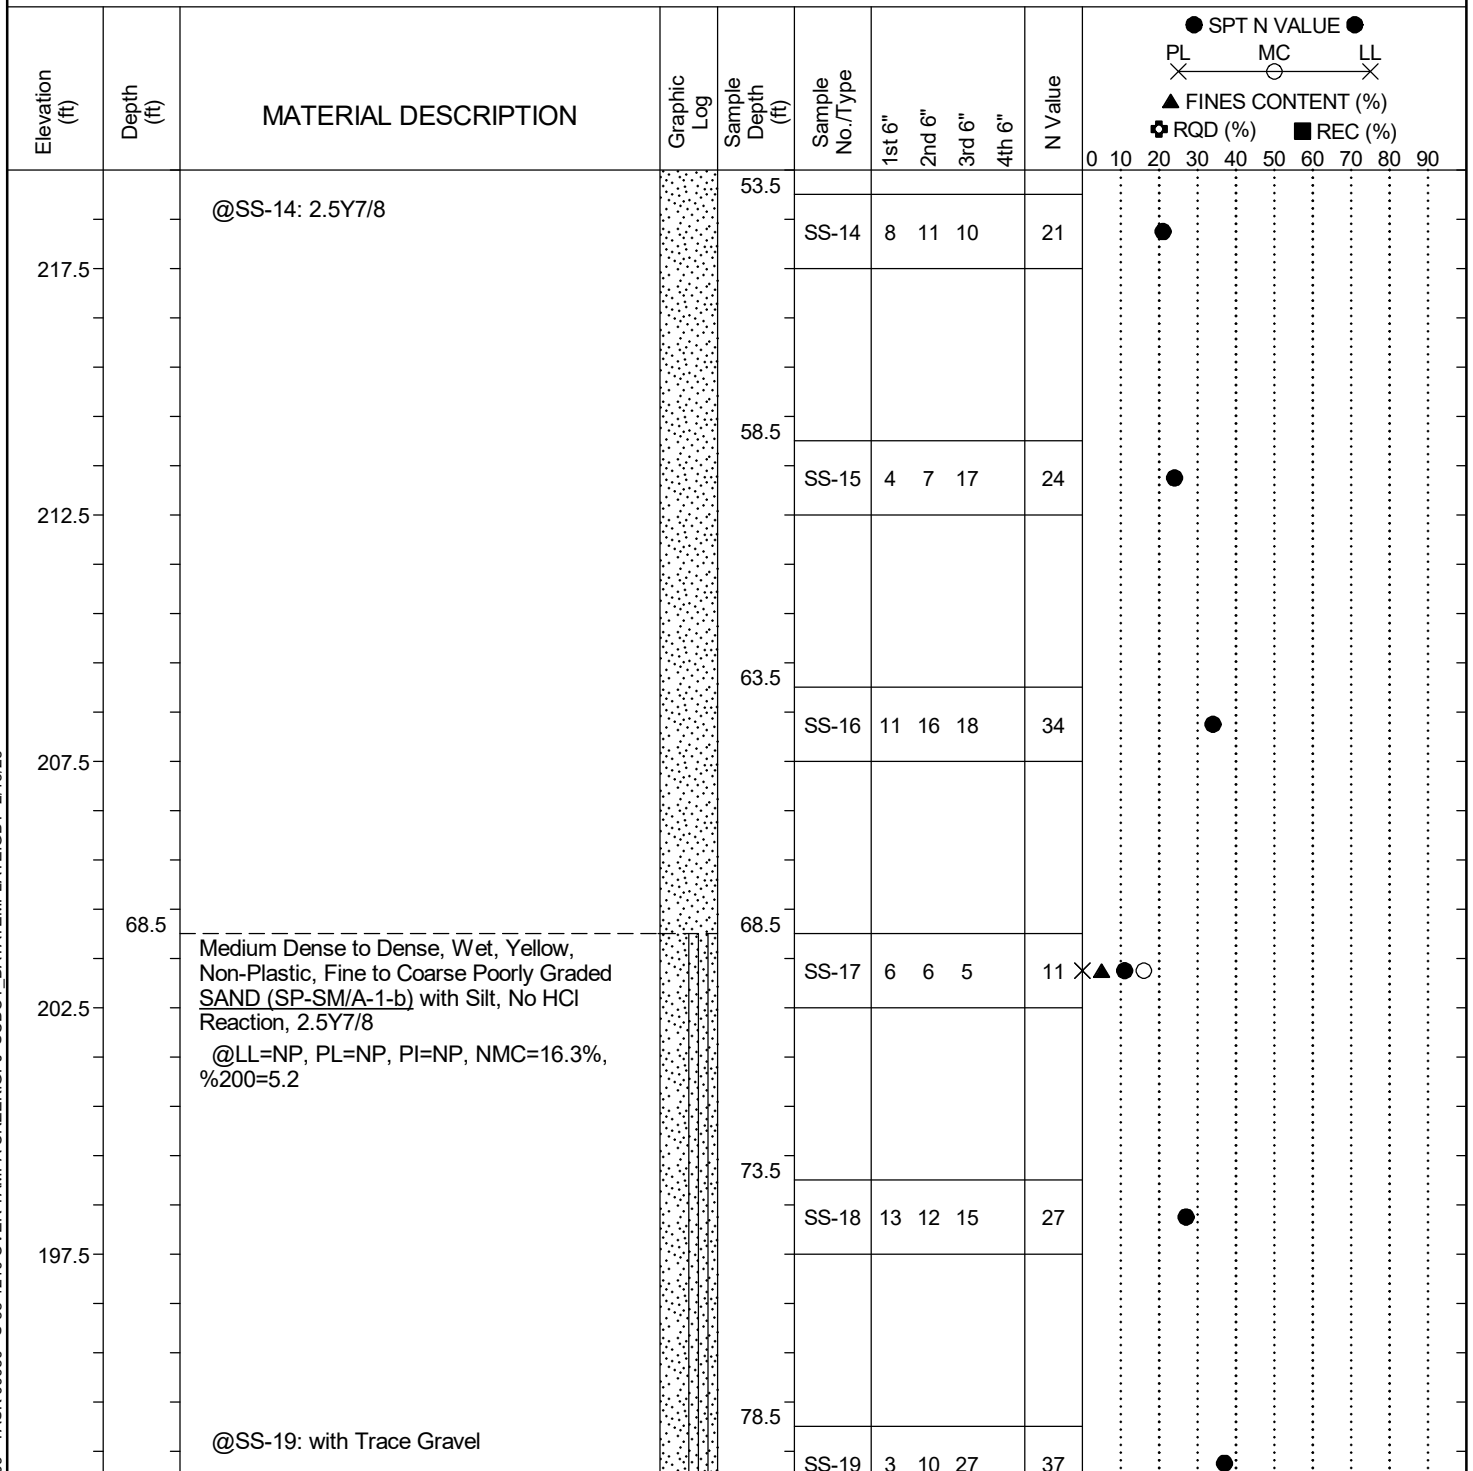 ● SPT N VALUE ●
PL MC LL
▲ FINES CONTENT (%)
RQD (%) ■ REC (%)
Elevation (ft)
Depth (ft)
MATERIAL DESCRIPTION
Graphic Log
Sample Depth (ft)
Sample No./Type
1st 6"
2nd 6"
3rd 6"
4th 6"
N Value
0 10 20 30 40 50 60 70 80 90
53.5
@SS-14: 2.5Y7/8
SS-14 8 11 10 21
217.5
58.5
SS-15 4 7 17 24
212.5
63.5
SS-16 11 16 18 34
207.5
68.5 68.5
Medium Dense to Dense, Wet, Yellow,
Non-Plastic, Fine to Coarse Poorly Graded
SAND (SP-SM/A-1-b) with Silt, No HCl
Reaction, 2.5Y7/8
SS-17 6 6 5 11
202.5
@LL=NP, PL=NP, PI=NP, NMC=16.3%,
%200=5.2
73.5
SS-18 13 12 15 27
197.5
78.5
@SS-19: with Trace Gravel
SS-19 3 10 27 37